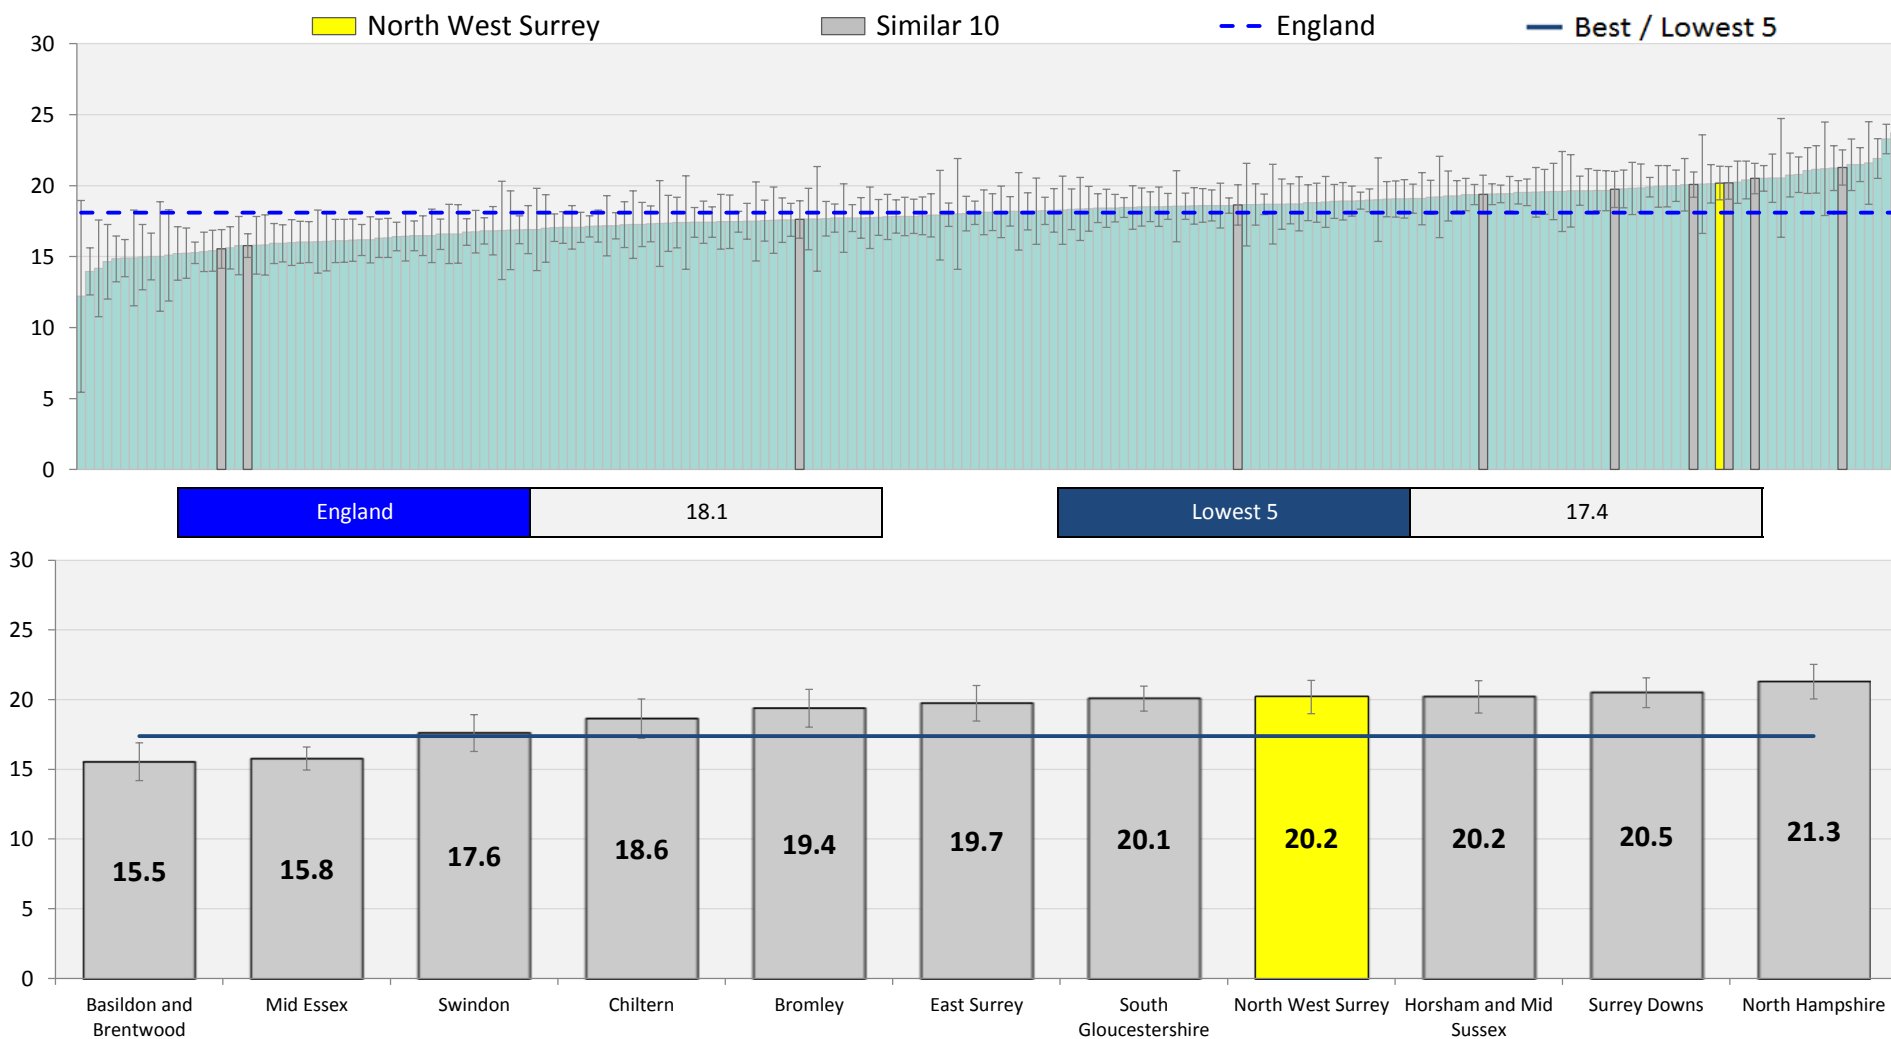 North West Surrey
Similar 10
England
Best / Lowest 5
30
25
20
15
10
5
0
England
18.1
Lowest 5
17.4
30
25
20
15
10
5
0
15.5
15.8
17.6
18.6
19.4
19.7
20.1
20.2
20.2
20.5
21.3
Basildon and
Brentwood
Mid Essex
Swindon
Chiltern
Bromley
East Surrey
South
Gloucestershire
North West Surrey
Horsham and Mid
Sussex
Surrey Downs
North Hampshire